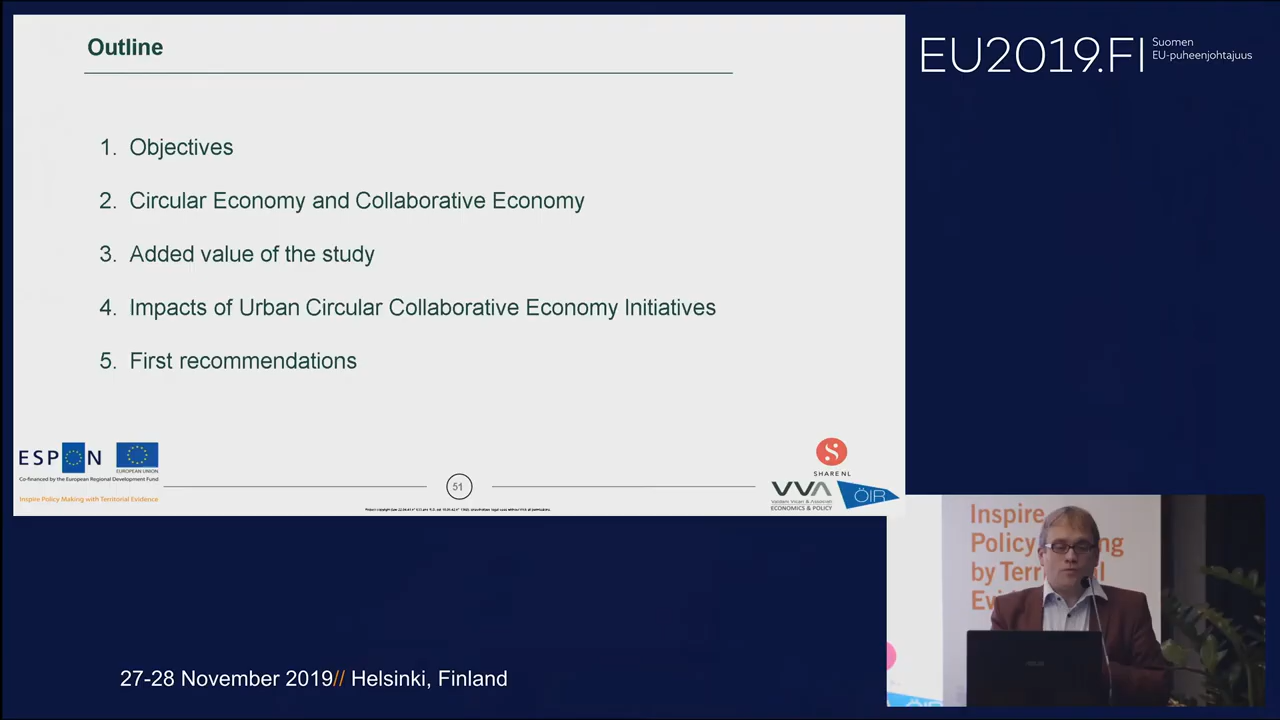 Outline
1. Objectives
2. Circular Economy and Collaborative Economy
3. Added value of the study
4. Impacts of Urban Circular Collaborative Economy Initiatives
5. First recommendations
ESPON
EUROPEAN UNION
Co-financed by the European Regional Development Fund
Inspire Policy Making with Territorial Evidence
51
SHARE NL
VVA
ECONOMICS & POLICY
ÖIR
EU2019.FI
Suomen
EU-puheenjohtajuus
Inspire
Policy
by
27-28 November 2019// Helsinki, Finland